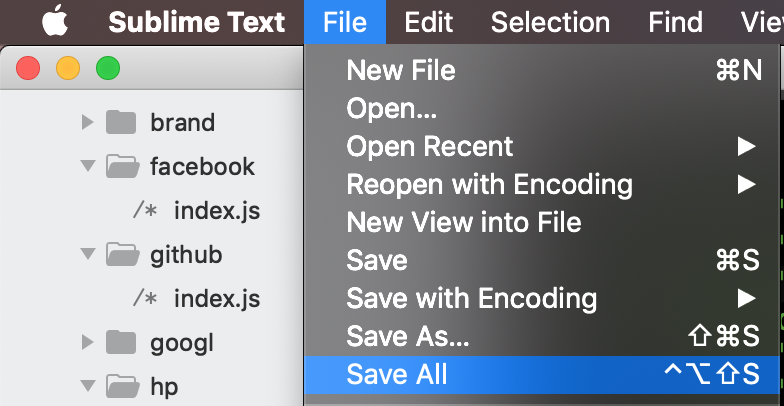 Sublime Text File Edit Selection Find
brand
facebook
/* index.js
github
/* index.js
googl
hp
New File ⌘N
Open...
Open Recent ▶
Reopen with Encoding ▶
New View into File
Save ⌘S
Save with Encoding ▶
Save As... ⇧⌘S
Save All ^⌥⇧S